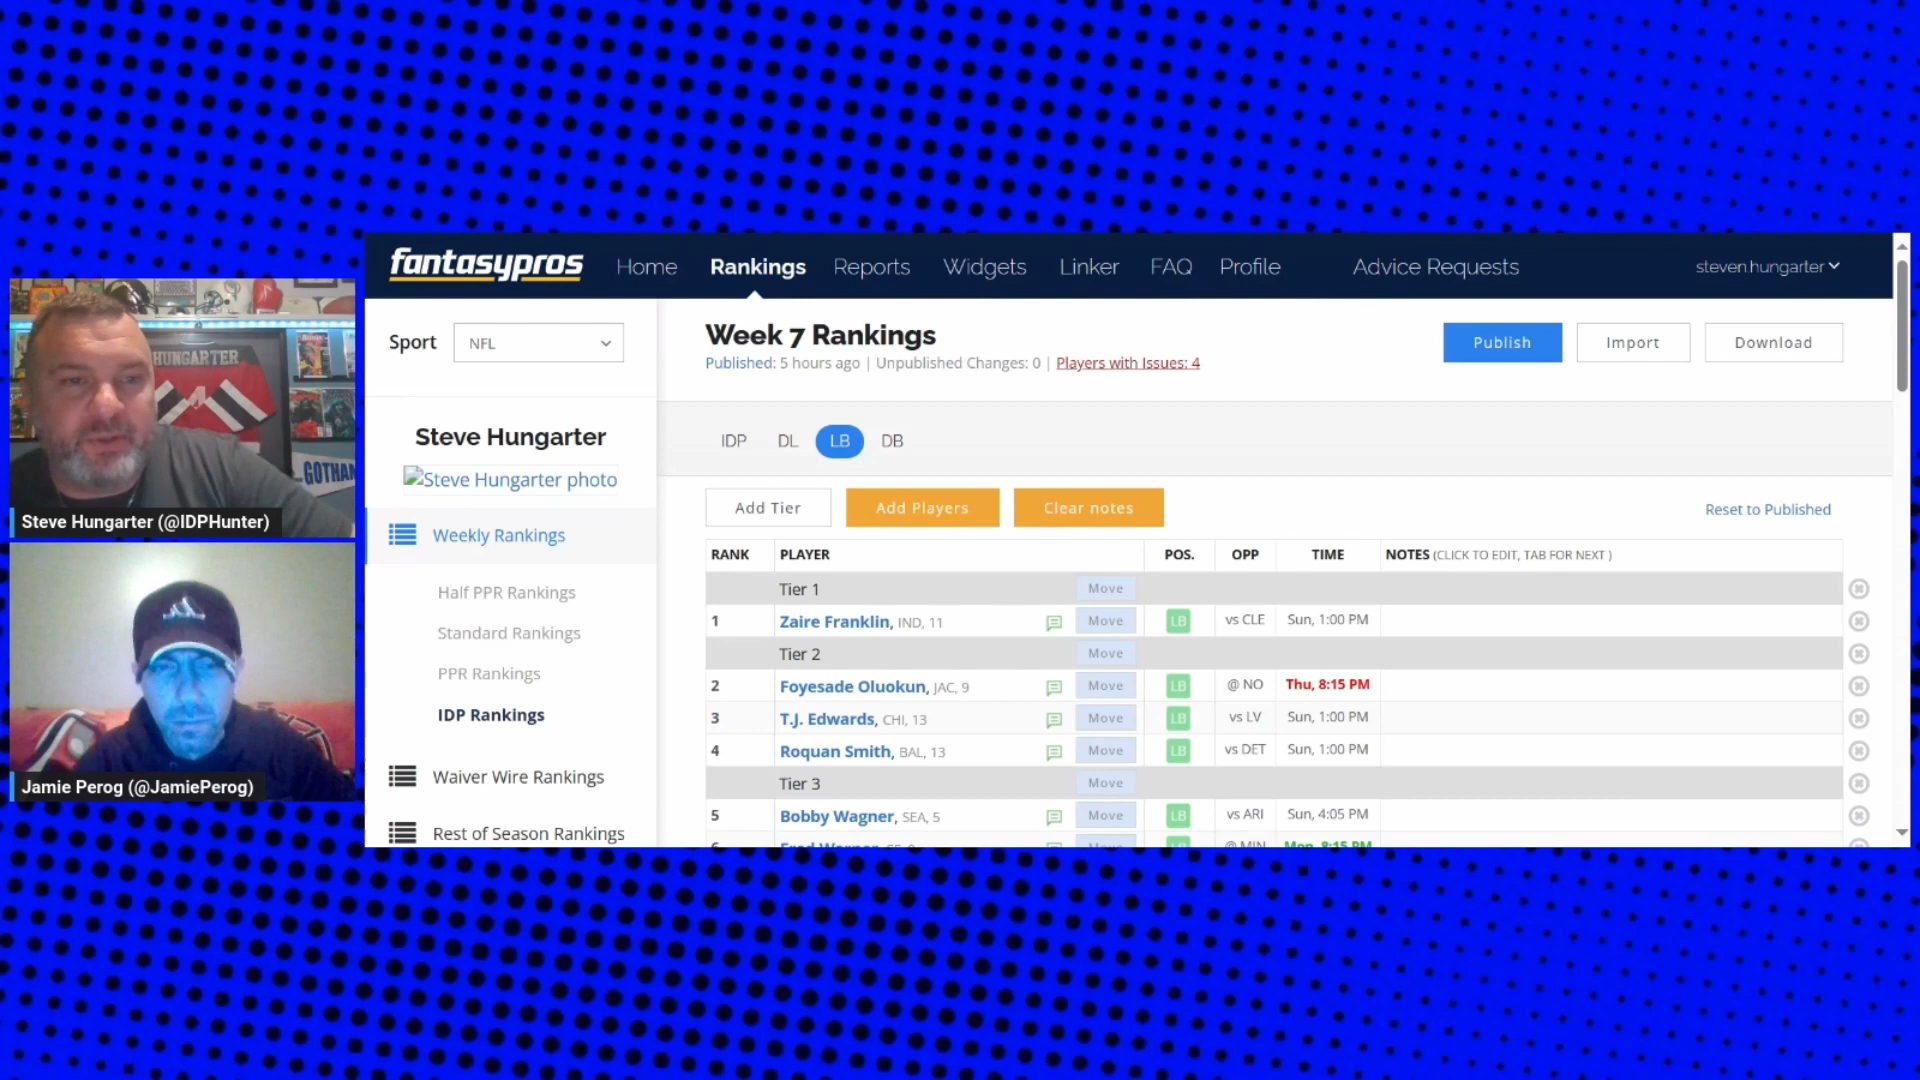 fantasypros Home Rankings Reports Widgets Linker FAQ Profile Advice Requests steven hungarter
Sport NFL
Week 7 Rankings
Publish Import Download
Published: 5 hours ago | Unpublished Changes: 0 | Players with Issues: 4
HUNGARTER
GOTHAM
Steve Hungarter (@IDPHunter)
Jamie Perog (@JamiePerog)
Steve Hungarter
Steve Hungarter photo
Weekly Rankings
Half PPR Rankings
Standard Rankings
PPR Rankings
IDP Rankings
Waiver Wire Rankings
Rest of Season Rankings
IDP DL LB DB
Add Tier Add Players Clear notes Reset to Published
RANK PLAYER POS. OPP TIME NOTES (CLICK TO EDIT, TAB FOR NEXT )
Tier 1 Move
1 Zaire Franklin, IND, 11 Move LB vs CLE Sun, 1:00 PM
Tier 2 Move
2 Foyesade Oluokun, JAC, 9 Move LB @ NO Thu, 8:15 PM
3 T.J. Edwards, CHI, 13 Move LB vs LV Sun, 1:00 PM
4 Roquan Smith, BAL, 13 Move LB vs DET Sun, 1:00 PM
Tier 3 Move
5 Bobby Wagner, SEA, 5 Move LB vs ARI Sun, 4:05 PM
@ MIN Mon, 8:15 PM